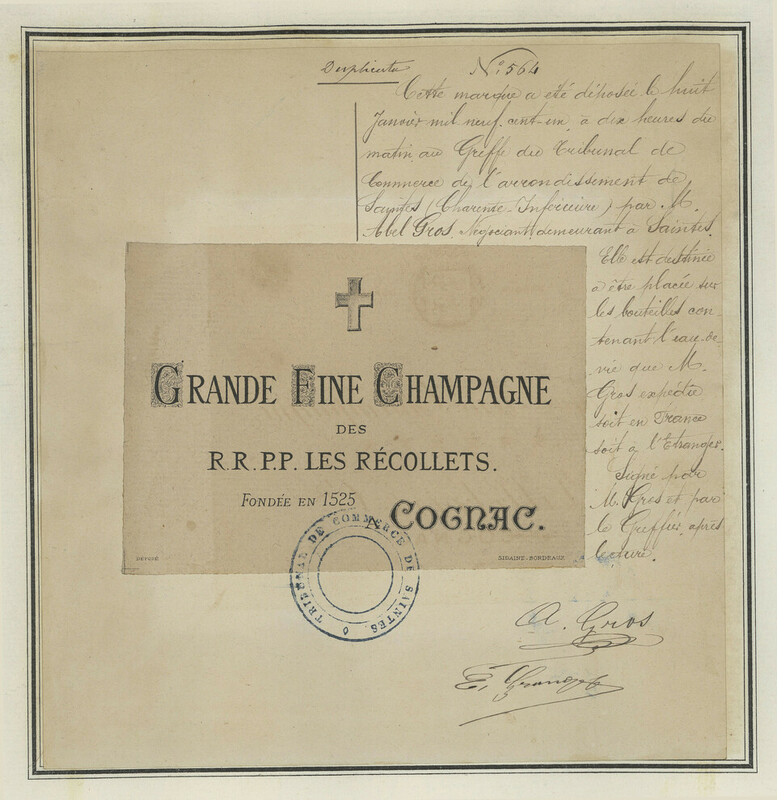 Duplicata
N° 564
Cette marque a été déposée le huit
Janvier mil neuf cent un, à dix heures du
matin, au Greffe du Tribunal de
Commerce de l'arrondissement de
Saintes (Charente-Inférieure) par M.
Abel Gros, Négociant, demeurant à Saintes.
Elle est destinée
à être placée sur
les bouteilles con-
tenant l'eau-de-
vie que M.
Gros expédie
soit en France
soit à l'Etranger.
Signé par
M. Gros et par
le Greffier, après
lecture.
GRANDE FINE CHAMPAGNE
DES
R.R.P.P. LES RÉCOLLETS.
FONDÉE EN 1525
COGNAC.
DÉPOSÉ
SIDAINE-BORDEAUX
TRIBUNAL DE COMMERCE DE SAINTES
A. Gros